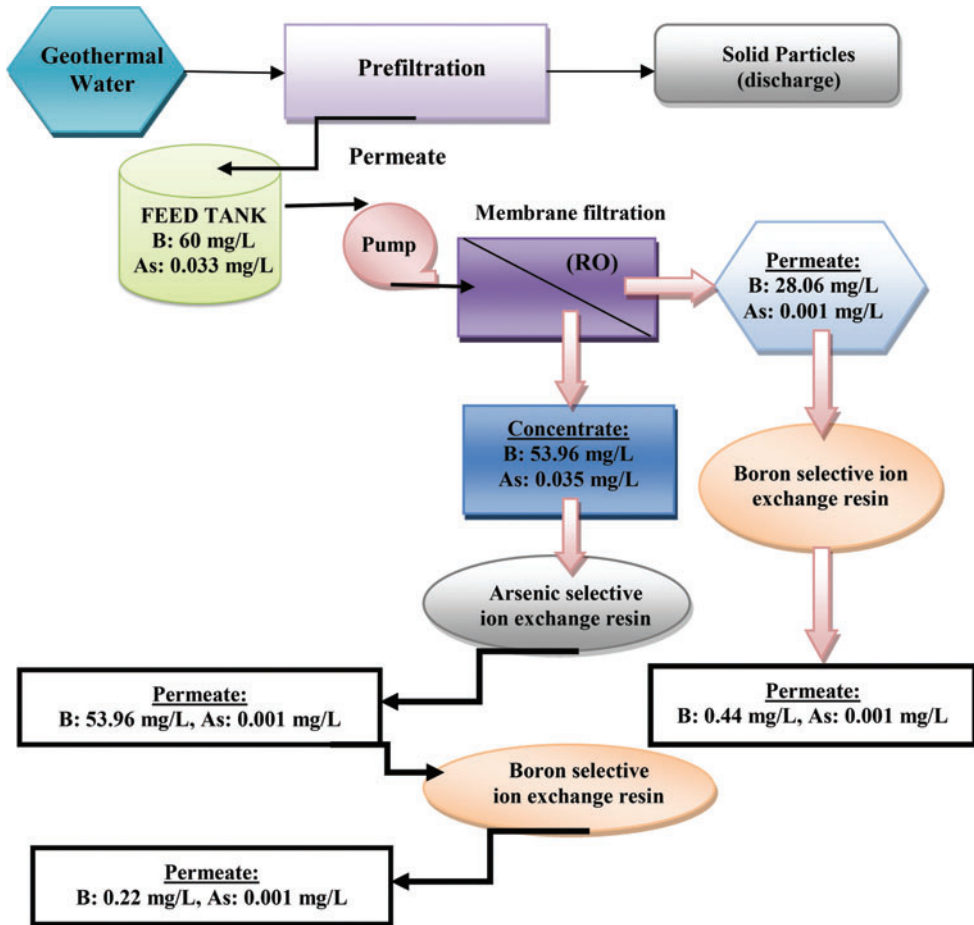 Geothermal
Water
Prefiltration
Solid Particles
(discharge)
Permeate
FEED TANK
B: 60 mg/L
As: 0.033 mg/L
Pump
Membrane filtration
(RO)
Permeate:
B: 28.06 mg/L
As: 0.001 mg/L
Concentrate:
B: 53.96 mg/L
As: 0.035 mg/L
Boron selective ion
exchange resin
Arsenic selective
ion exchange resin
Permeate:
B: 53.96 mg/L, As: 0.001 mg/L
Permeate:
B: 0.44 mg/L, As: 0.001 mg/L
Boron selective
ion exchange resin
Permeate:
B: 0.22 mg/L, As: 0.001 mg/L